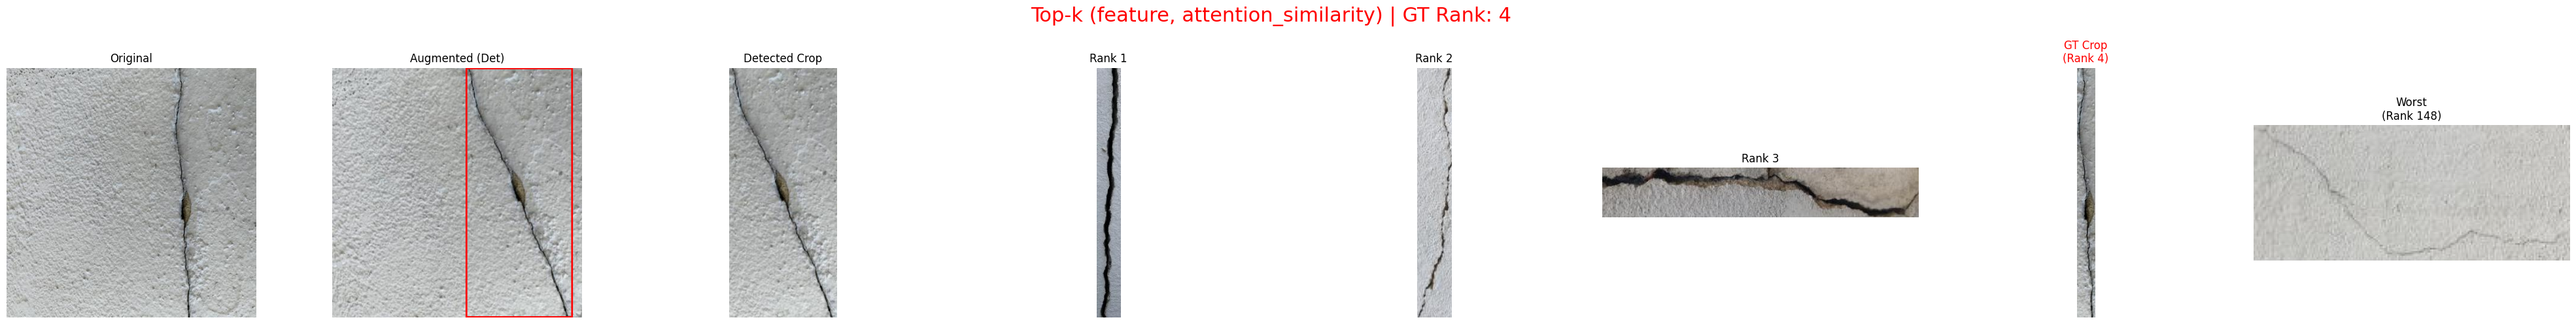 Top-k (feature, attention_similarity) | GT Rank: 4
Original
Augmented (Det)
Detected Crop
Rank 1
Rank 2
Rank 3
GT Crop
(Rank 4)
Worst
(Rank 148)